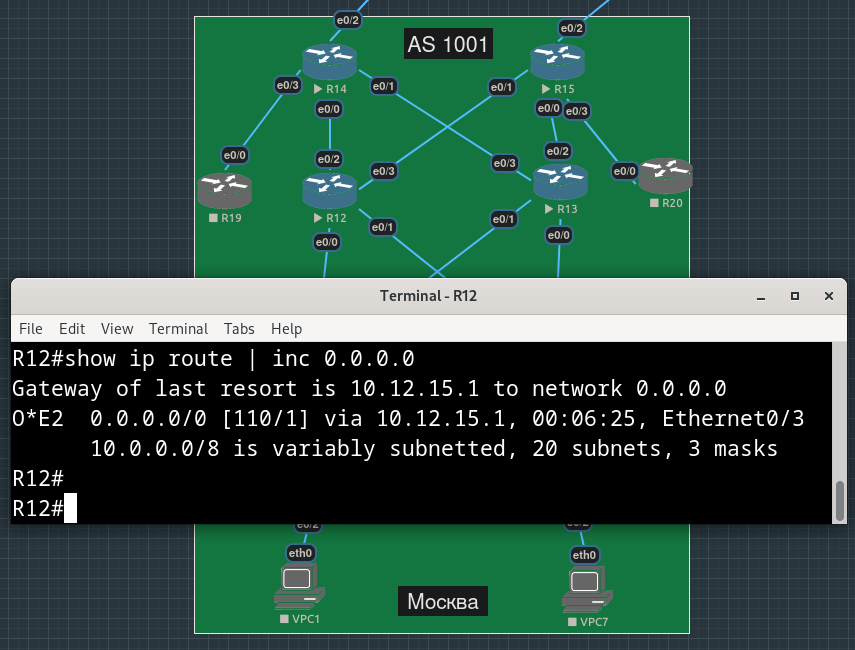 e0/2
e0/2
AS 1001
R14
R15
e0/3
e0/1
e0/1
e0/0
e0/0
e0/3
e0/0
e0/2
e0/2
e0/3
e0/3
e0/0
R19
R12
R13
R20
e0/1
e0/1
e0/0
e0/0
Terminal - R12
File Edit View Terminal Tabs Help
R12#show ip route | inc 0.0.0.0
Gateway of last resort is 10.12.15.1 to network 0.0.0.0
O*E2 0.0.0.0/0 [110/1] via 10.12.15.1, 00:06:25, Ethernet0/3
10.0.0.0/8 is variably subnetted, 20 subnets, 3 masks
R12#
R12#
e0/2
e0/2
eth0
eth0
Москва
VPC1
VPC7